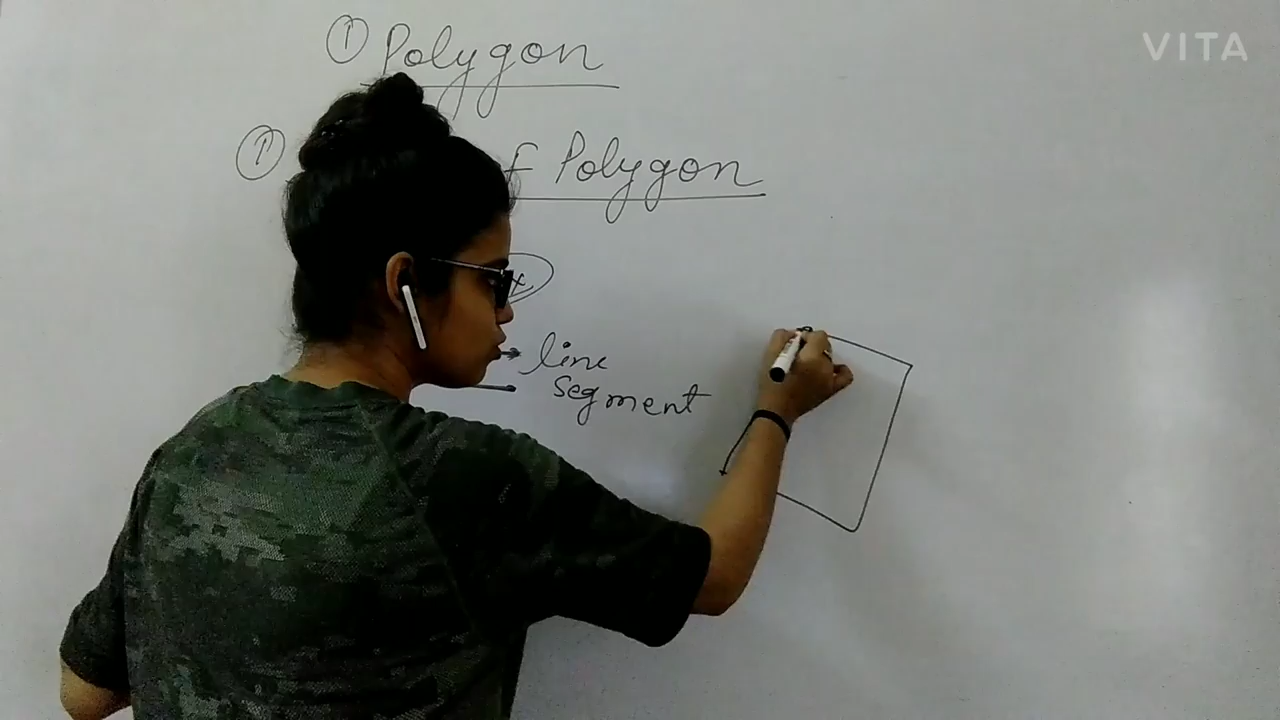 ① Polygon
VITA
① f Polygon
line
segment